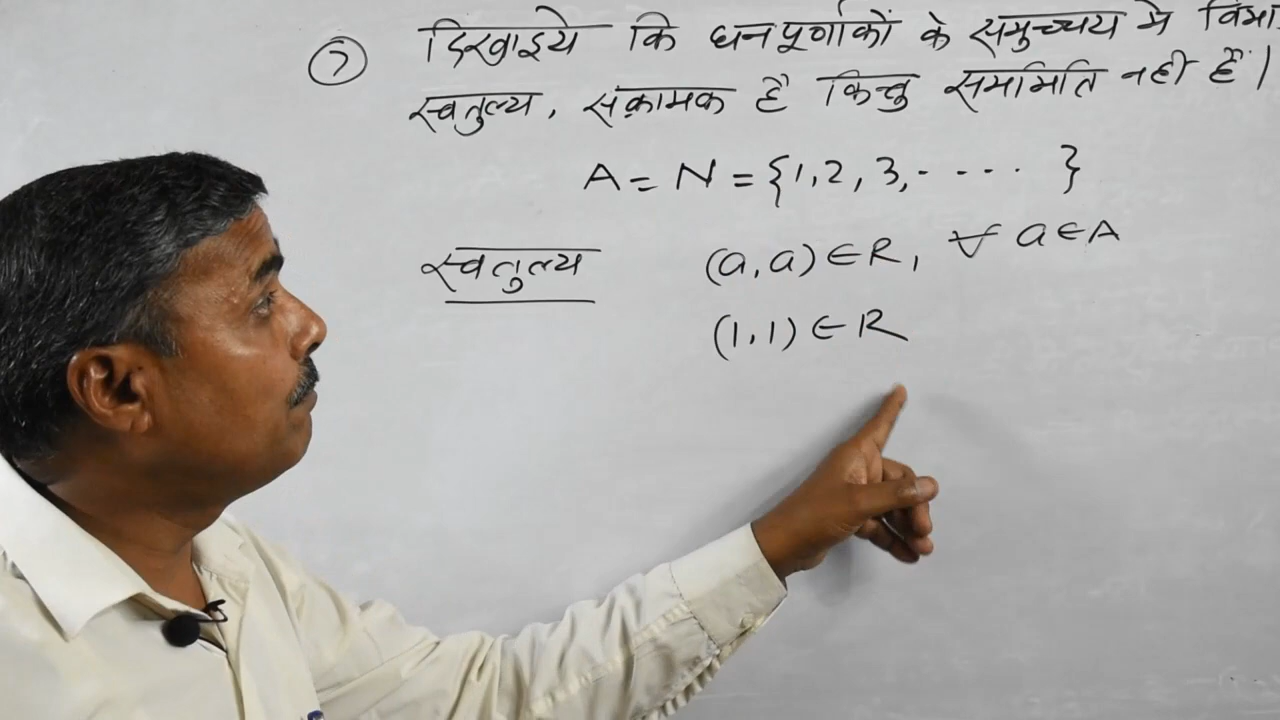 7 दिखाइये कि धनपूर्णाकों के समुच्चय मे
स्वतुल्य, संक्रामक है किन्तु सममिति नही है।
A = N = {1, 2, 3, - - - - }
स्वतुल्य (a, a) ∈ R, ∀ a ∈ A
(1, 1) ∈ R